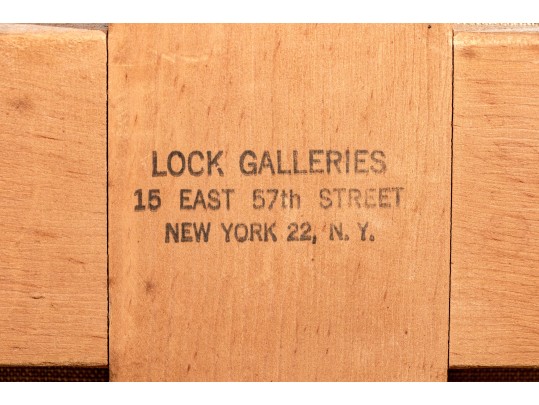 LOCK GALLERIES
15 EAST 57th STREET
NEW YORK 22, N. Y.